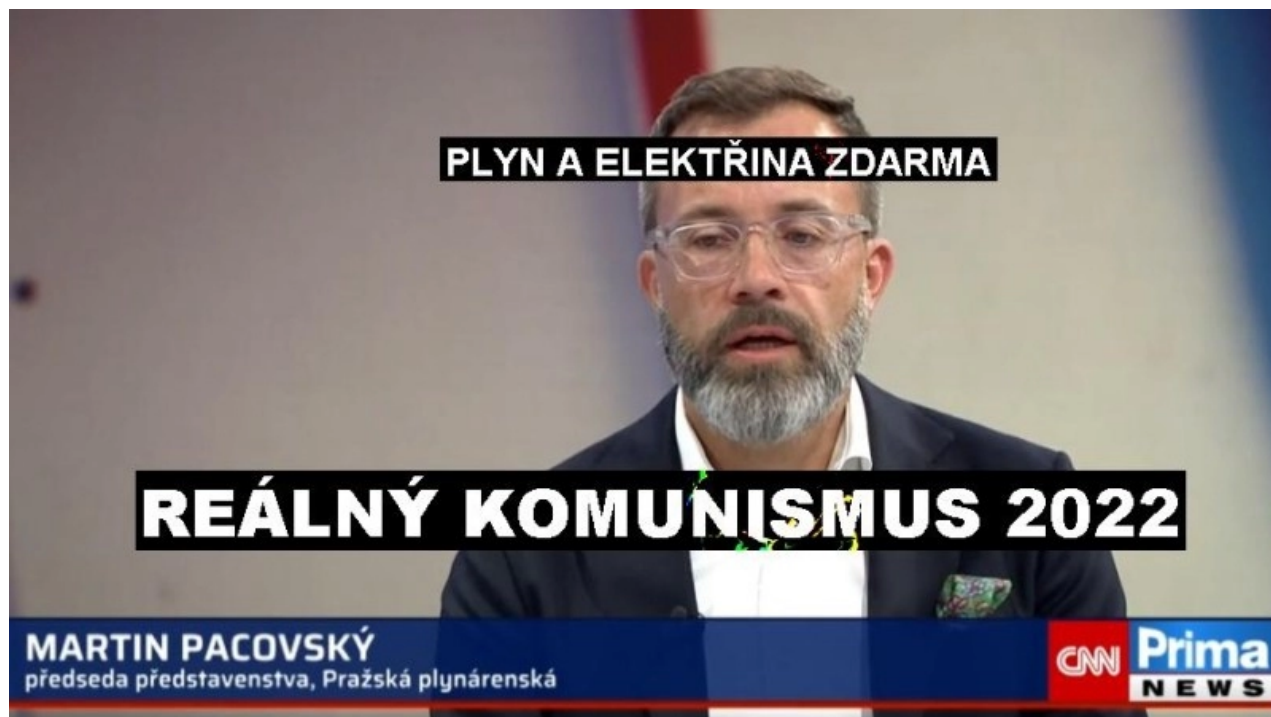 PLYN A ELEKTŘINA ZDARMA
REÁLNÝ KOMUNISMUS 2022
MARTIN PACOVSKÝ
předseda představenstva, Pražská plynárenská
CNN Prima
NEWS